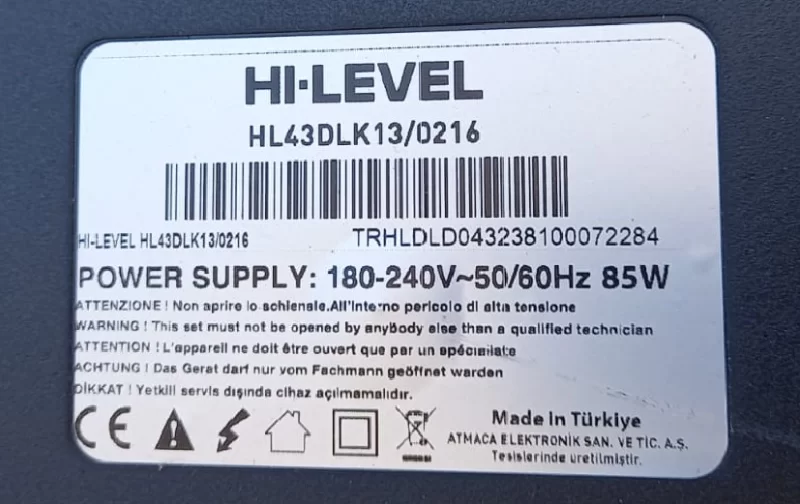 HI-LEVEL
HL43DLK13/0216
HI-LEVEL HL43DLK13/0216 TRHLDLD043238100072284
POWER SUPPLY: 180-240V~50/60Hz 85W
ATTENZIONE ! Non aprire lo schienale.All'interno pericolo di alta tensione
WARNING ! This set must not be opened by anybody else than a qualified technician
ATTENTION ! L'appareil ne doit être ouvert que par un spécialiste
ACHTUNG ! Das Gerat darf nur vom Fachmann geöffnet warden
DİKKAT ! Yetkili servis dışında cihaz açılmamalıdır.
CE Made in Türkiye
ATMACA ELEKTRONİK SAN. VE TİC. A.Ş.
Tesislerinde üretilmiştir.